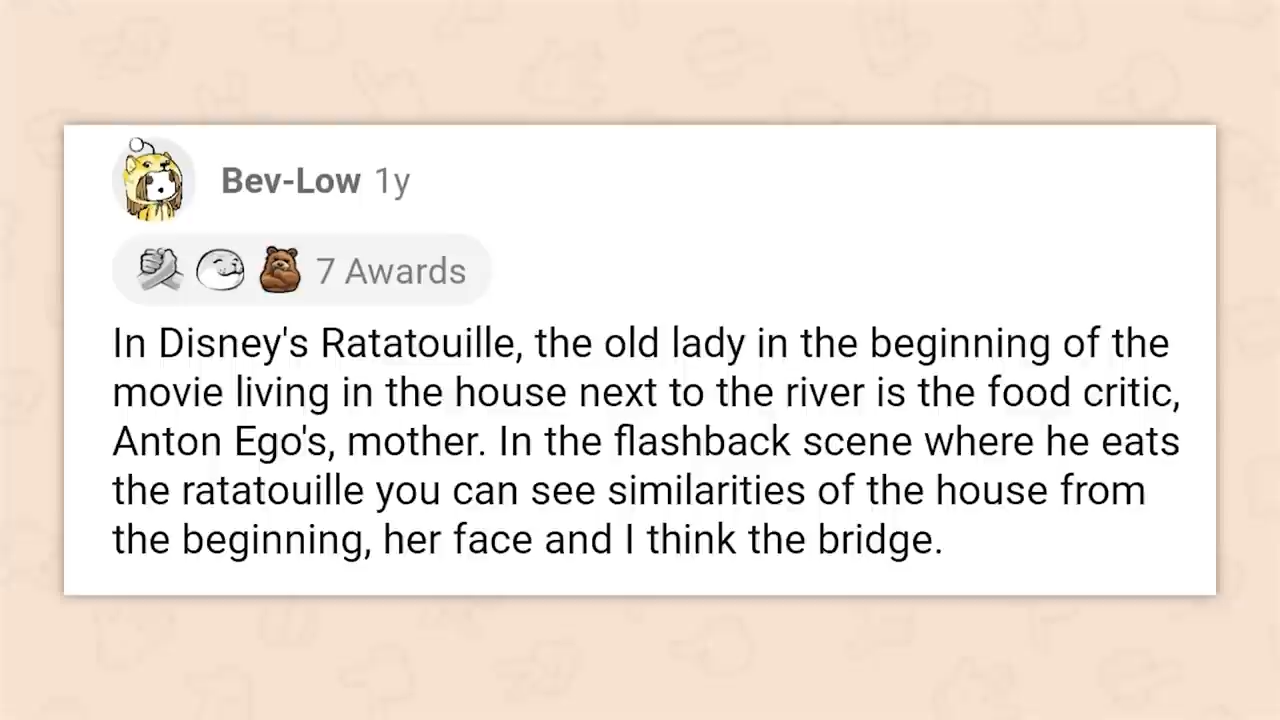 Bev-Low 1y
7 Awards
In Disney's Ratatouille, the old lady in the beginning of the
movie living in the house next to the river is the food critic,
Anton Ego's, mother. In the flashback scene where he eats
the ratatouille you can see similarities of the house from
the beginning, her face and I think the bridge.